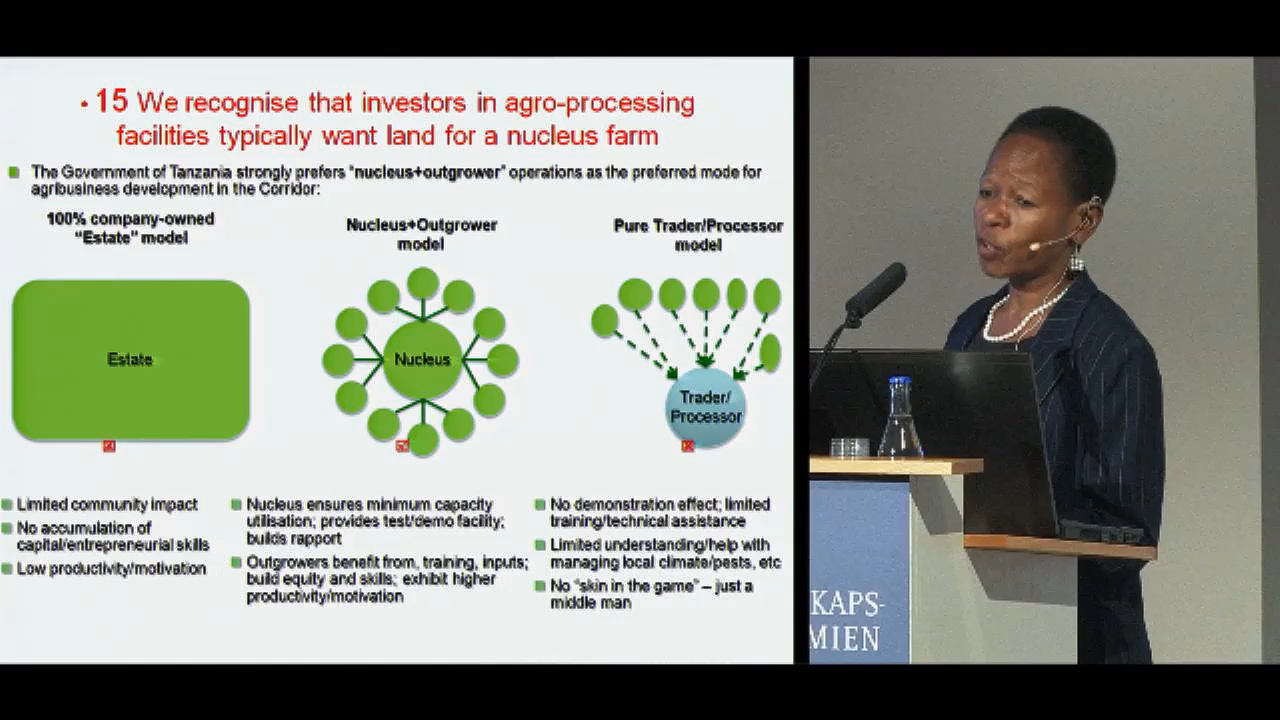 • 15 We recognise that investors in agro-processing
facilities typically want land for a nucleus farm
The Government of Tanzania strongly prefers "nucleus+outgrower" operations as the preferred mode for
agribusiness development in the Corridor:
100% company-owned
"Estate" model
Estate
Limited community impact
No accumulation of
capital/entrepreneurial skills
Low productivity/motivation
Nucleus+Outgrower
model
Nucleus
Nucleus ensures minimum capacity
utilisation; provides test/demo facility;
builds rapport
Outgrowers benefit from, training, inputs;
build equity and skills; exhibit higher
productivity/motivation
Pure Trader/Processor
model
Trader/
Processor
No demonstration effect; limited
training/technical assistance
Limited understanding/help with
managing local climate/pests, etc
No "skin in the game" – just a
middle man
KAPS-
MIEN